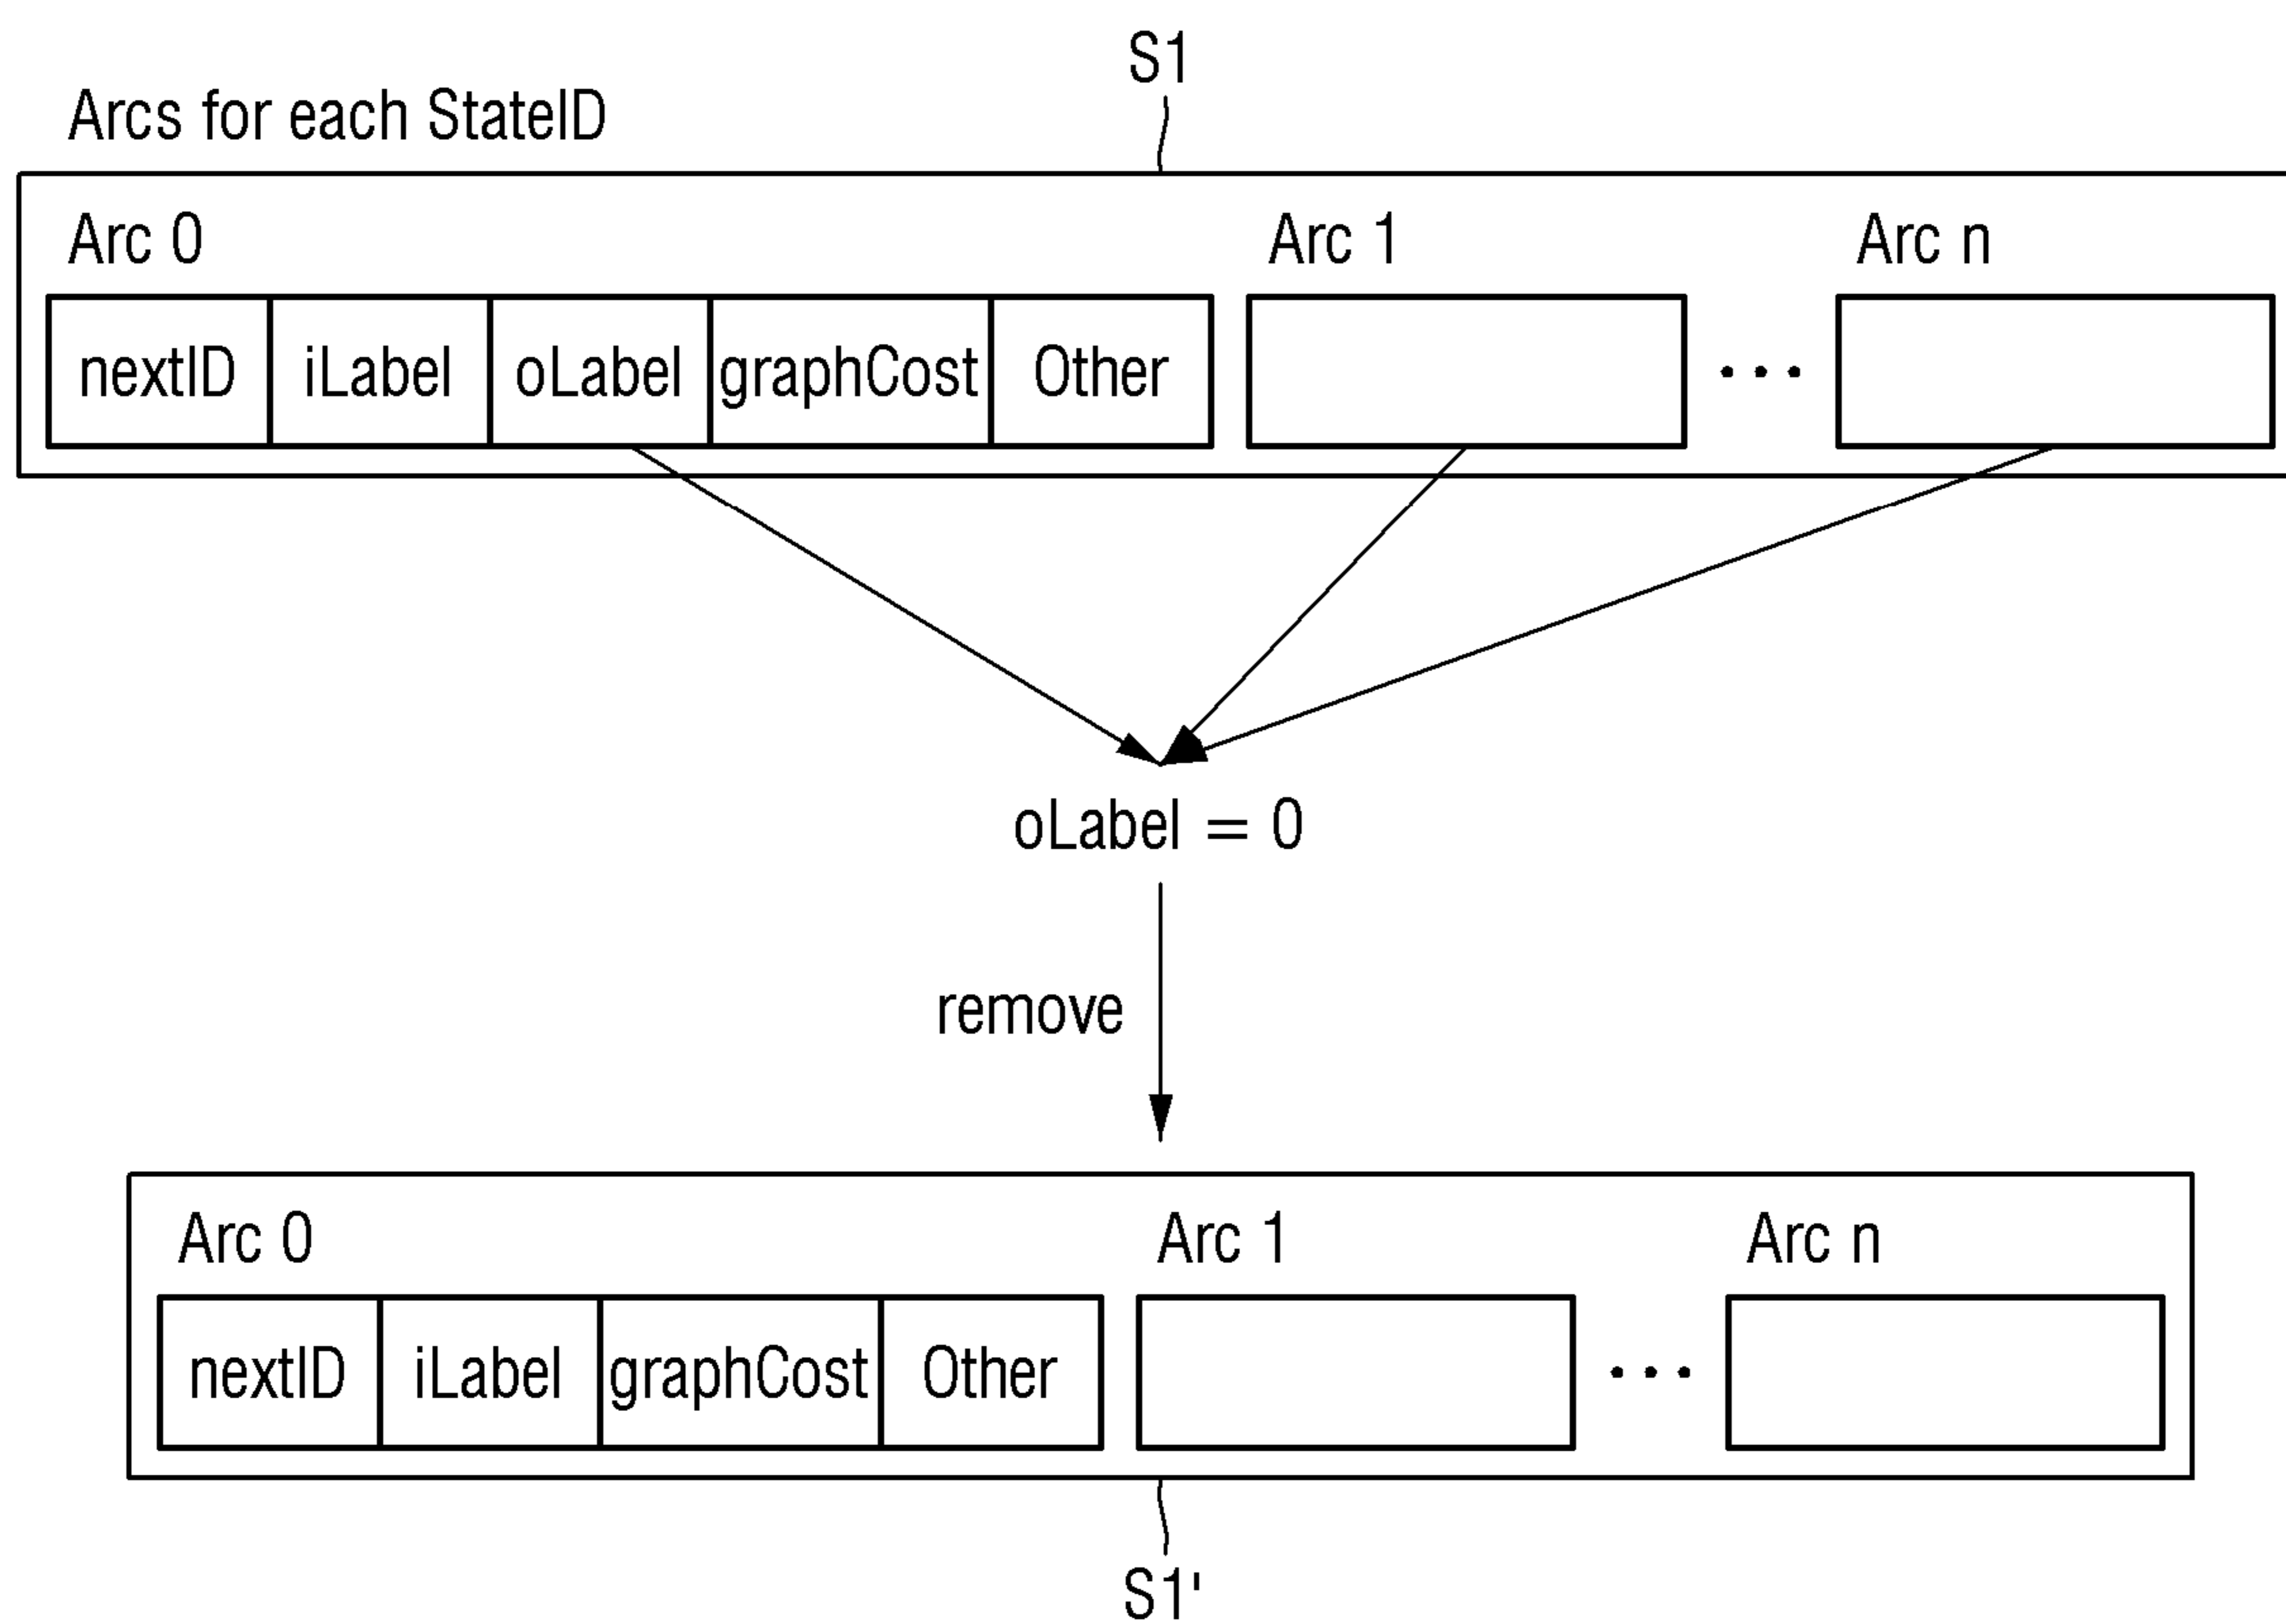 S1
Arcs for each StateID
Arc 0 Arc 1 Arc n
nextID iLabel oLabel graphCost Other ...
oLabel = 0
remove
Arc 0 Arc 1 Arc n
nextID iLabel graphCost Other ...
S1'